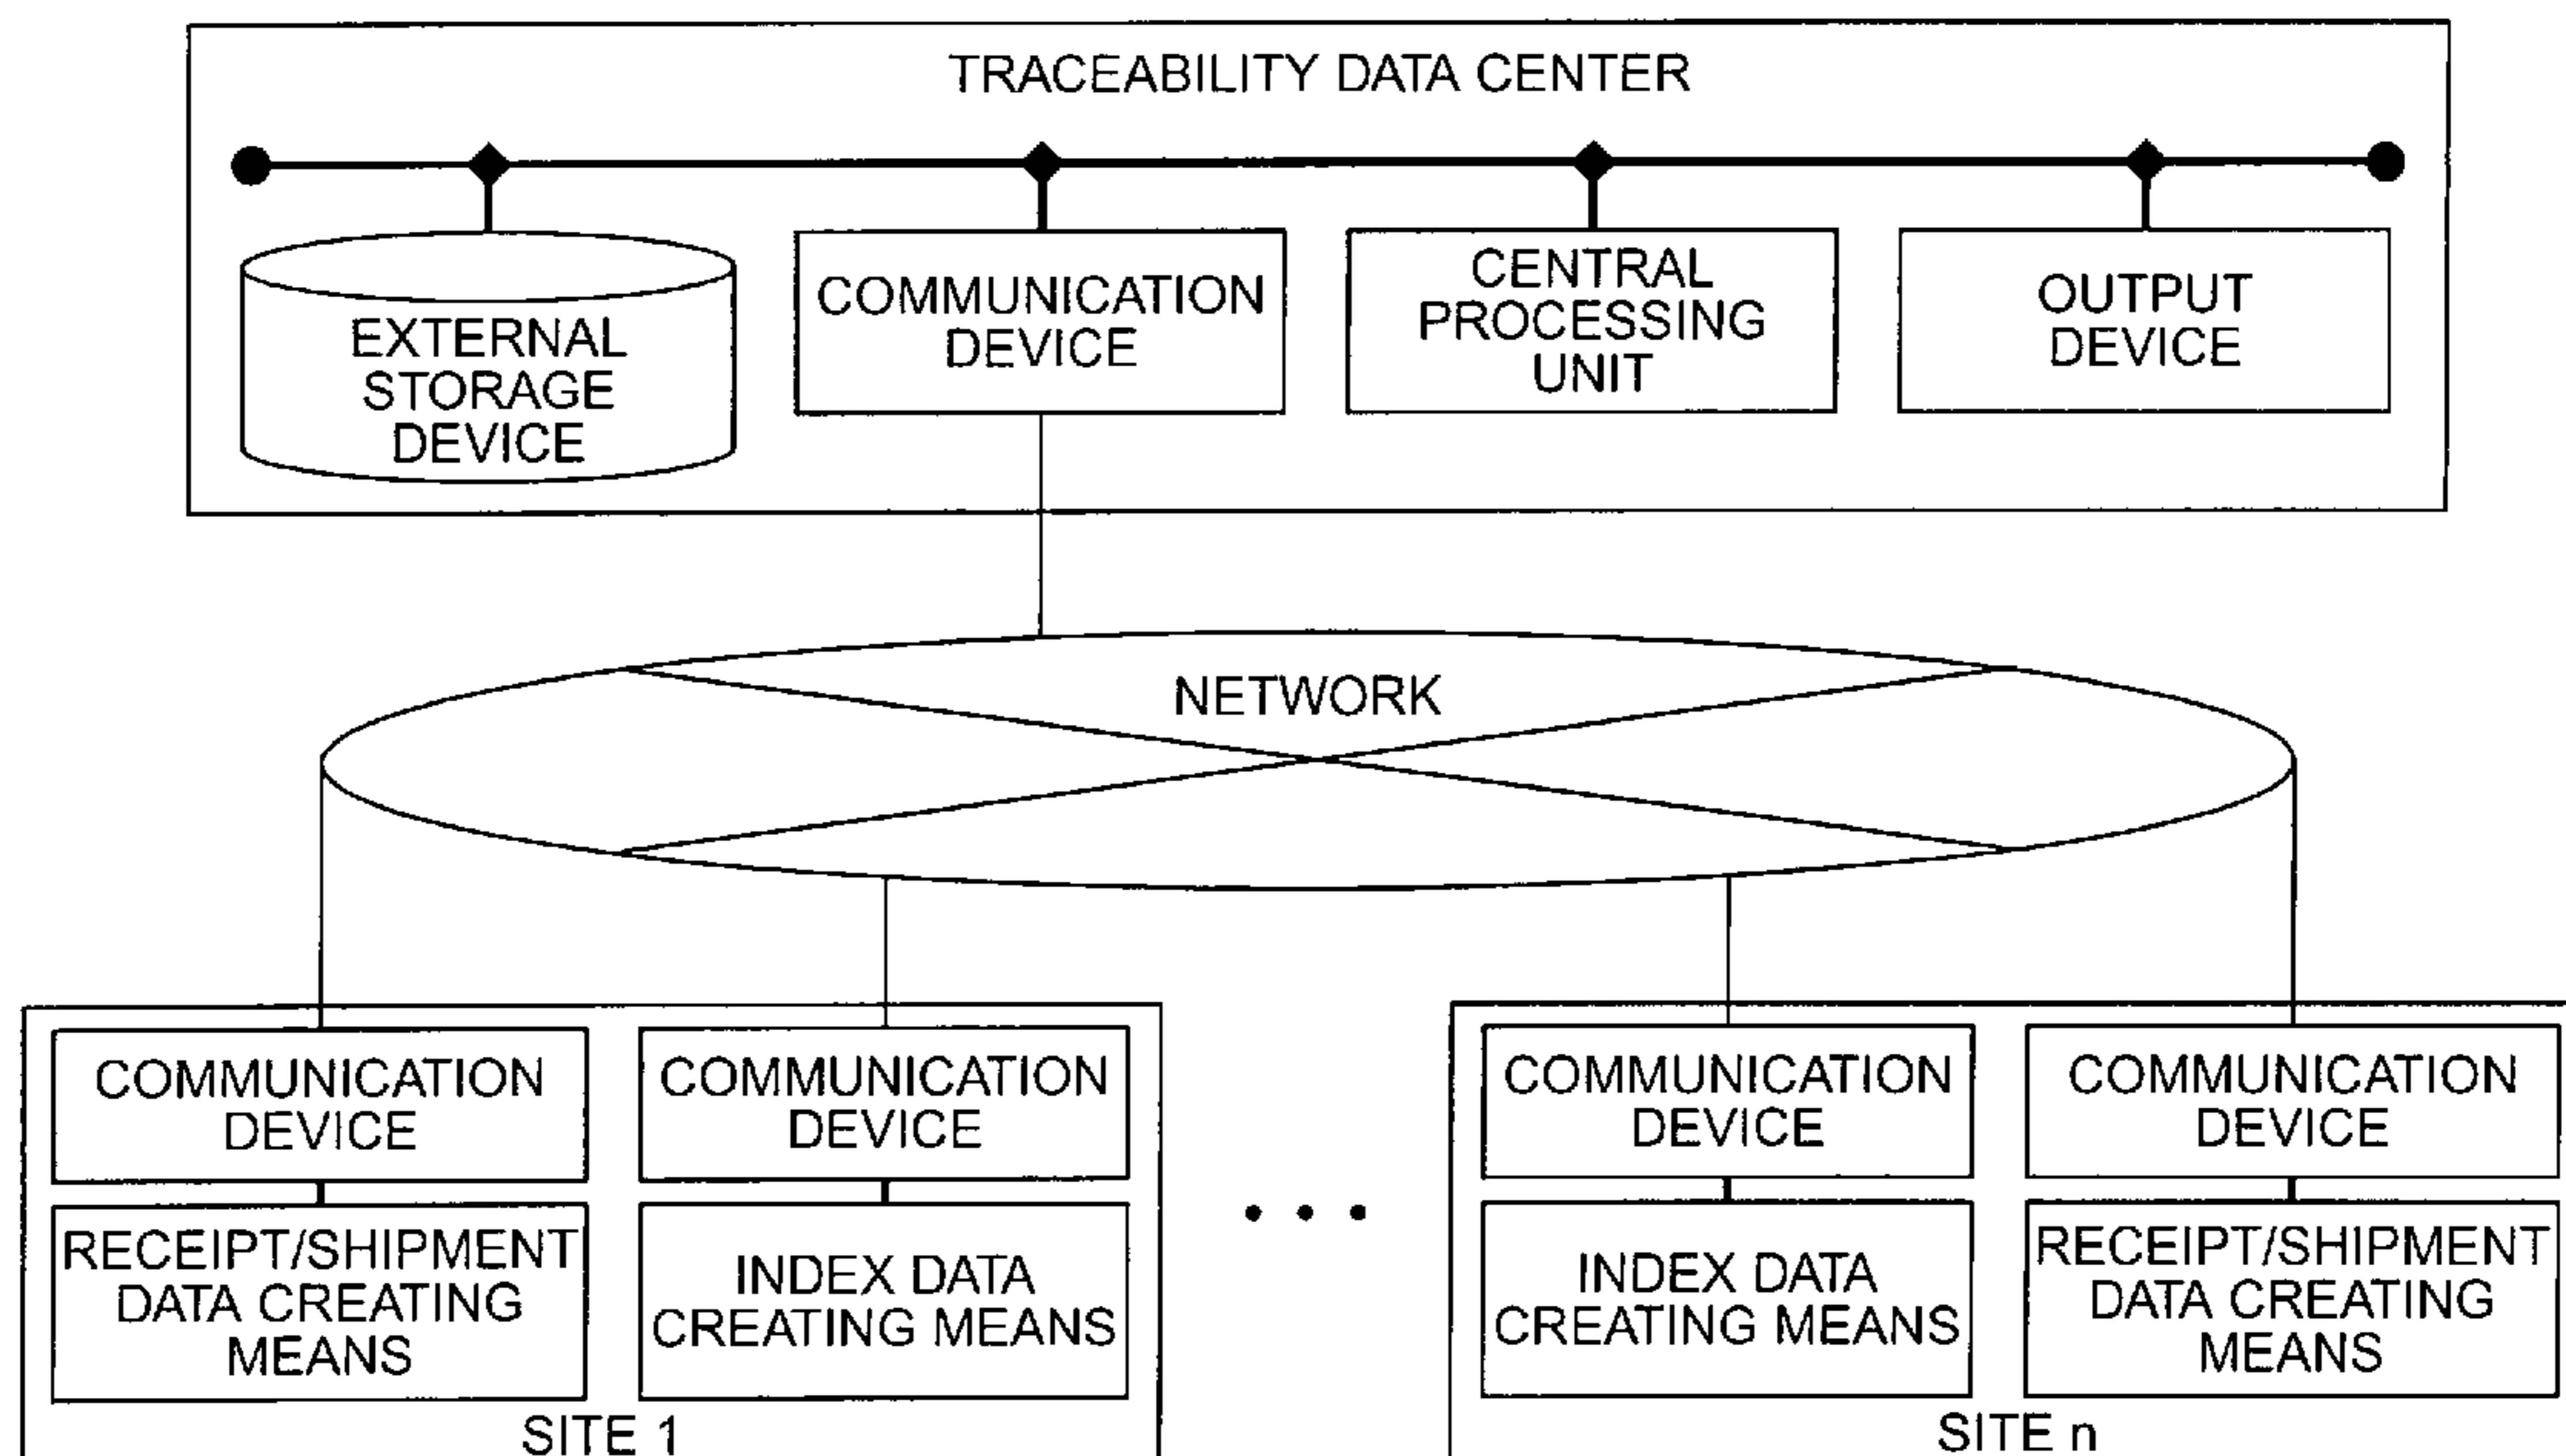 TRACEABILITY DATA CENTER
EXTERNAL
STORAGE
DEVICE
COMMUNICATION
DEVICE
CENTRAL
PROCESSING
UNIT
OUTPUT
DEVICE
NETWORK
COMMUNICATION
DEVICE
RECEIPT/SHIPMENT
DATA CREATING
MEANS
COMMUNICATION
DEVICE
INDEX DATA
CREATING MEANS
SITE 1
• • •
COMMUNICATION
DEVICE
INDEX DATA
CREATING MEANS
COMMUNICATION
DEVICE
RECEIPT/SHIPMENT
DATA CREATING
MEANS
SITE n